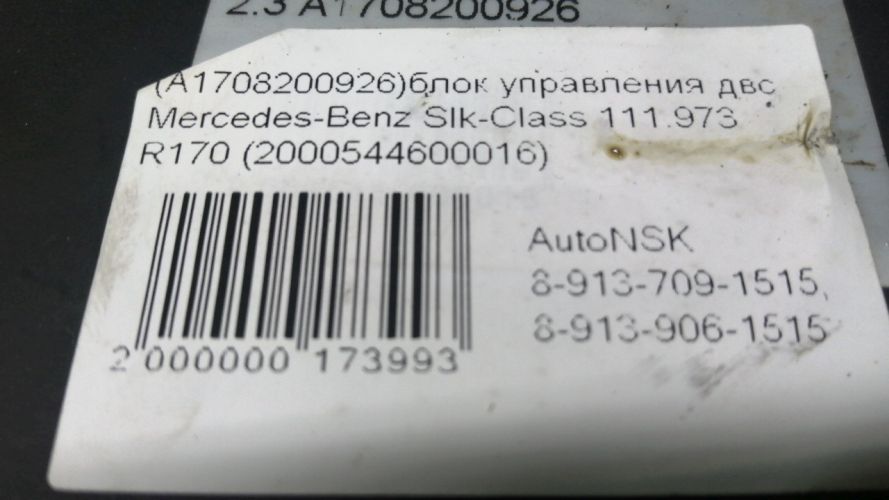 2.3 A1708200926
(A1708200926)блок управления двс
Mercedes-Benz Slk-Class 111.973
R170 (2000544600016)
AutoNSK
8-913-709-1515,
8-913-906-1515
2 000000 173993